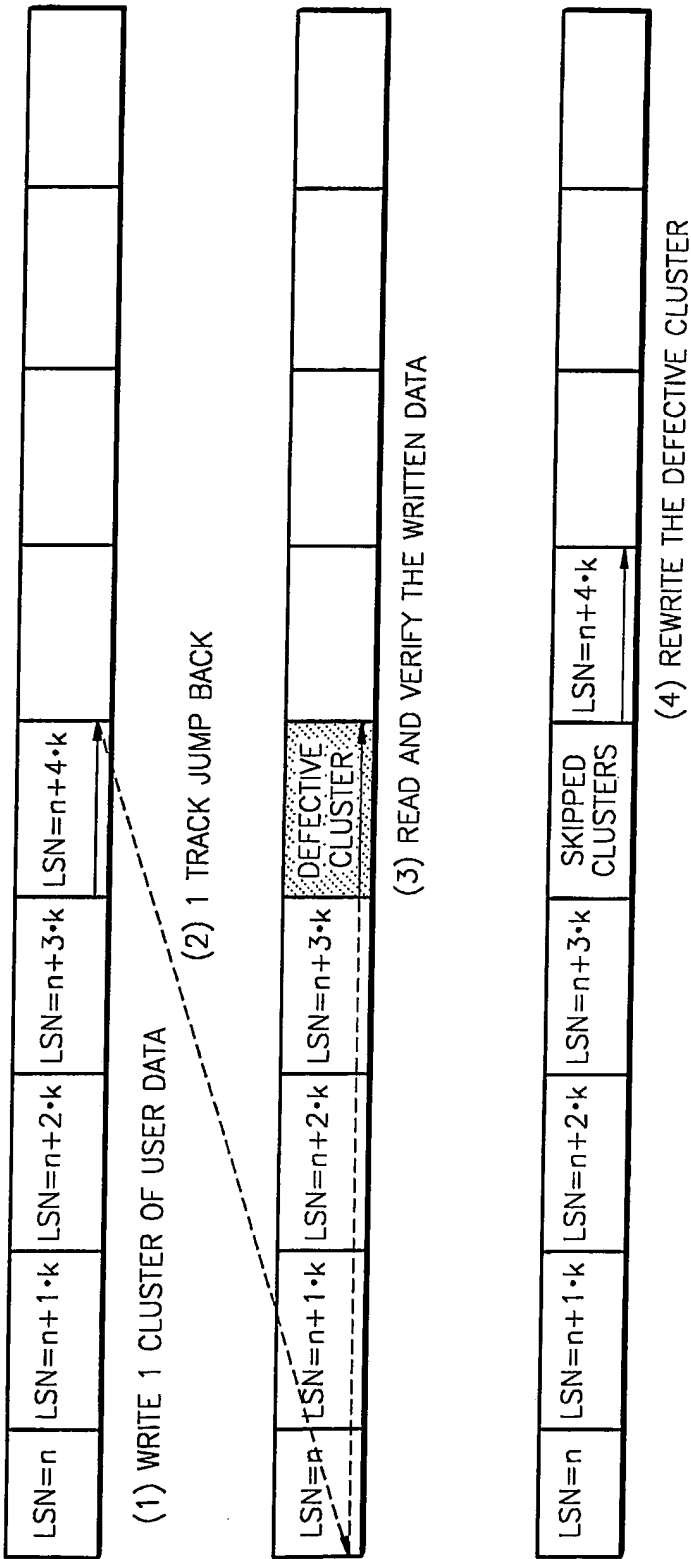 LSN=n
LSN=n+1·k
LSN=n+2·k
LSN=n+3·k
LSN=n+4·k
(1) WRITE 1 CLUSTER OF USER DATA
(2) 1 TRACK JUMP BACK
LSN=n
LSN=n+1·k
LSN=n+2·k
LSN=n+3·k
DEFECTIVE
CLUSTER
(3) READ AND VERIFY THE WRITTEN DATA
LSN=n
LSN=n+1·k
LSN=n+2·k
LSN=n+3·k
SKIPPED
CLUSTERS
LSN=n+4·k
(4) REWRITE THE DEFECTIVE CLUSTER